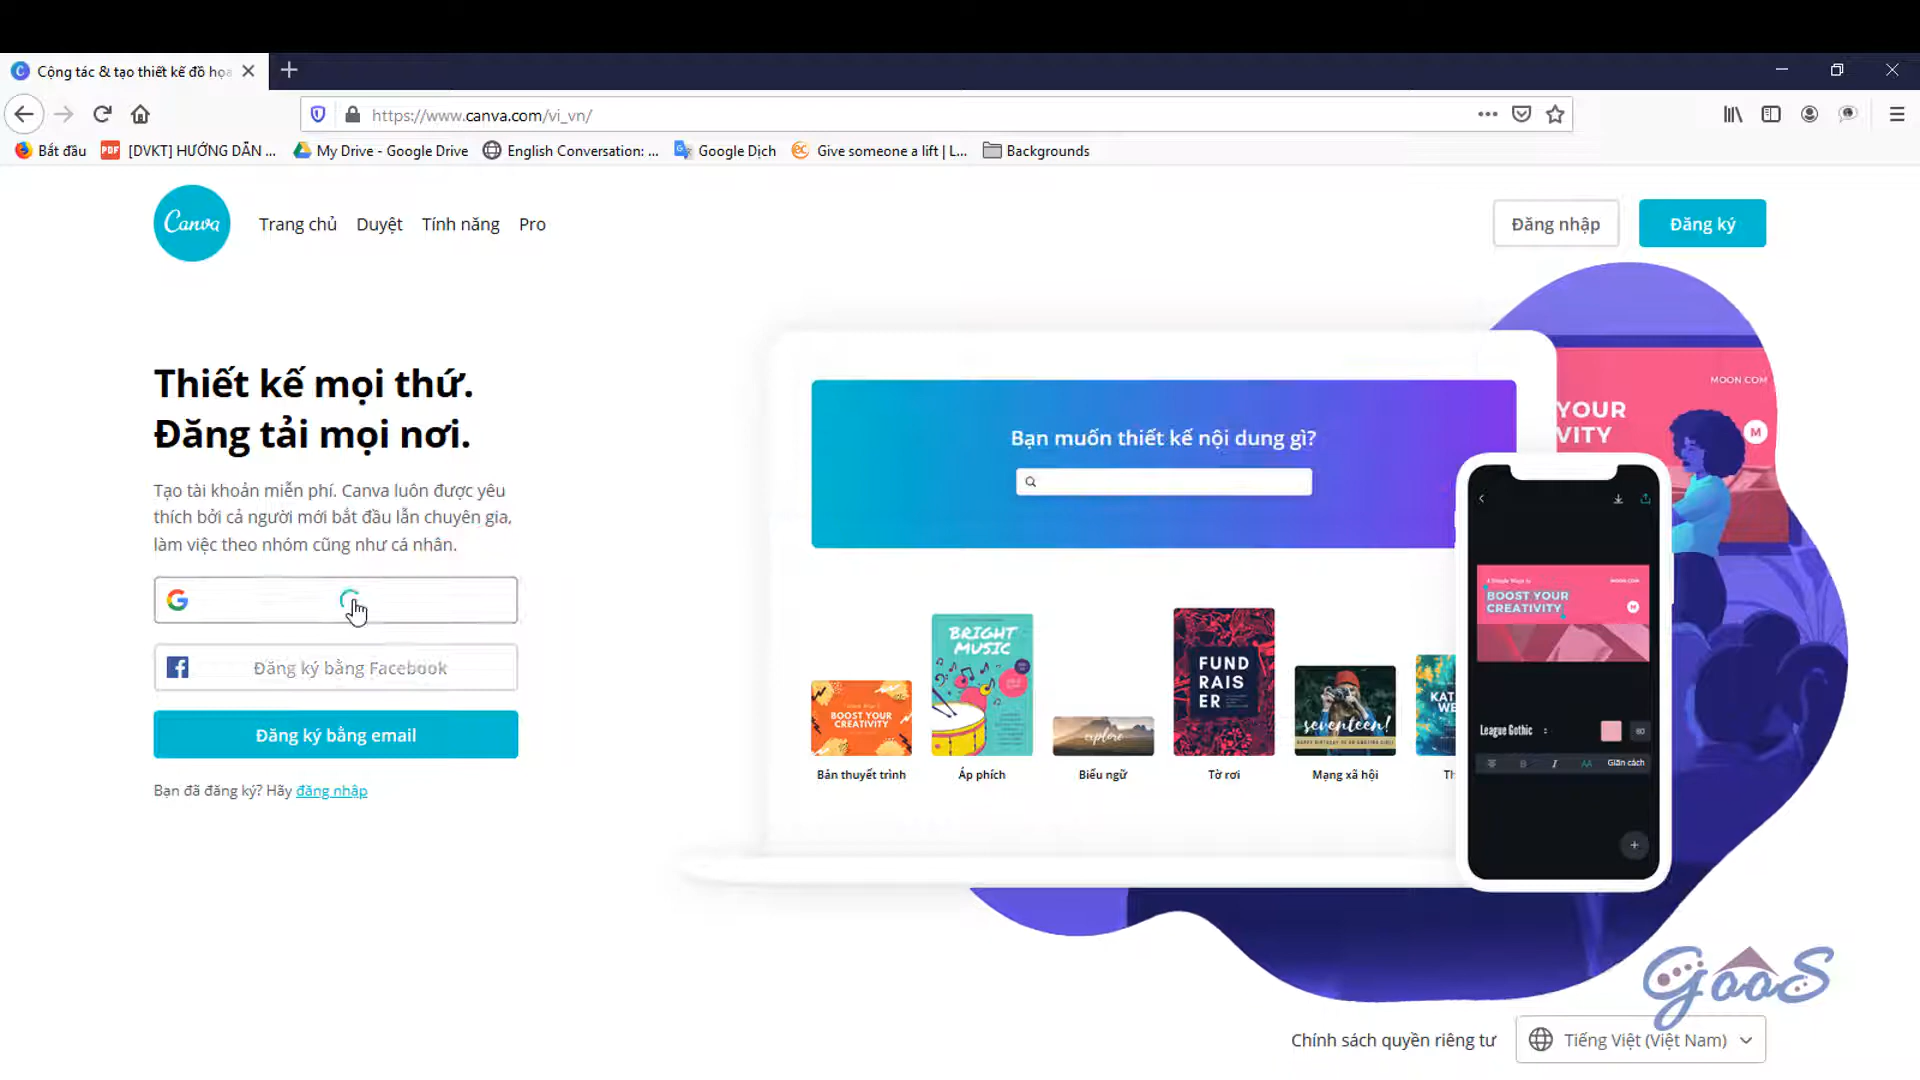 Cộng tác & tạo thiết kế đồ họa
https://www.canva.com/vi_vn/
Bắt đầu
[DVKT] HƯỚNG DẪN ...
My Drive - Google Drive
English Conversation: ...
Google Dịch
Give someone a lift | L...
Backgrounds
Canva
Trang chủ
Duyệt
Tính năng
Pro
Đăng nhập
Đăng ký
Thiết kế mọi thứ.
Đăng tải mọi nơi.
Tạo tài khoản miễn phí. Canva luôn được yêu
thích bởi cả người mới bắt đầu lẫn chuyên gia,
làm việc theo nhóm cũng như cá nhân.
Đăng ký bằng Facebook
Đăng ký bằng email
Bạn đã đăng ký? Hãy đăng nhập
Bạn muốn thiết kế nội dung gì?
MOON.COM
YOUR
VITY
M
BOOST YOUR
CREATIVITY
BRIGHT
MUSIC
explore
FUND
RAIS
ER
seventeen!
KAT
WE
Bản thuyết trình
Áp phích
Biểu ngữ
Tờ rơi
Mạng xã hội
Th
MOON.COM
BOOST YOUR
CREATIVITY
M
League Gothic
80
B
I
AA
Giãn cách
GooS
Chính sách quyền riêng tư
Tiếng Việt (Việt Nam)